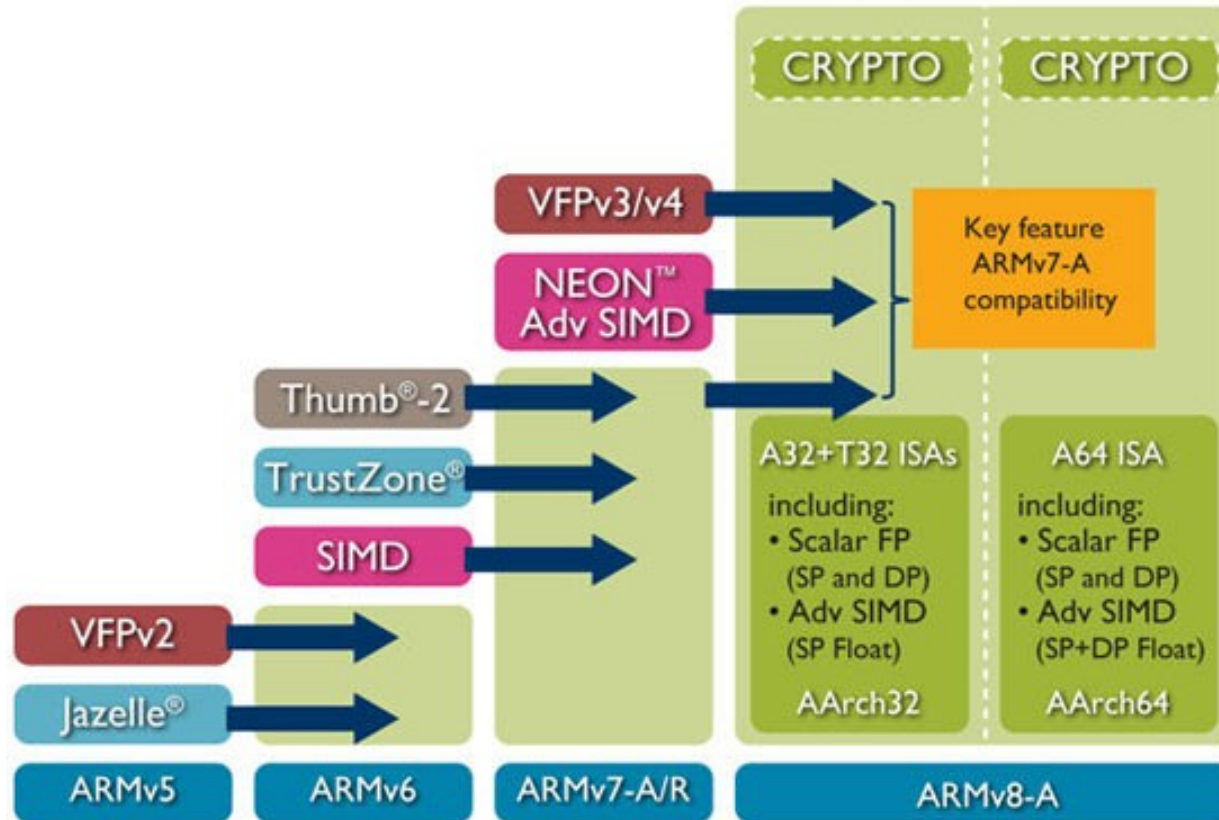 CRYPTO
CRYPTO
VFPv3/v4
NEON™
Adv SIMD
Key feature
ARMv7-A
compatibility
Thumb®-2
TrustZone®
SIMD
VFPv2
Jazelle®
A32+T32 ISAs
including:
• Scalar FP
(SP and DP)
• Adv SIMD
(SP Float)
AArch32
A64 ISA
including:
• Scalar FP
(SP and DP)
• Adv SIMD
(SP+DP Float)
AArch64
ARMv5
ARMv6
ARMv7-A/R
ARMv8-A